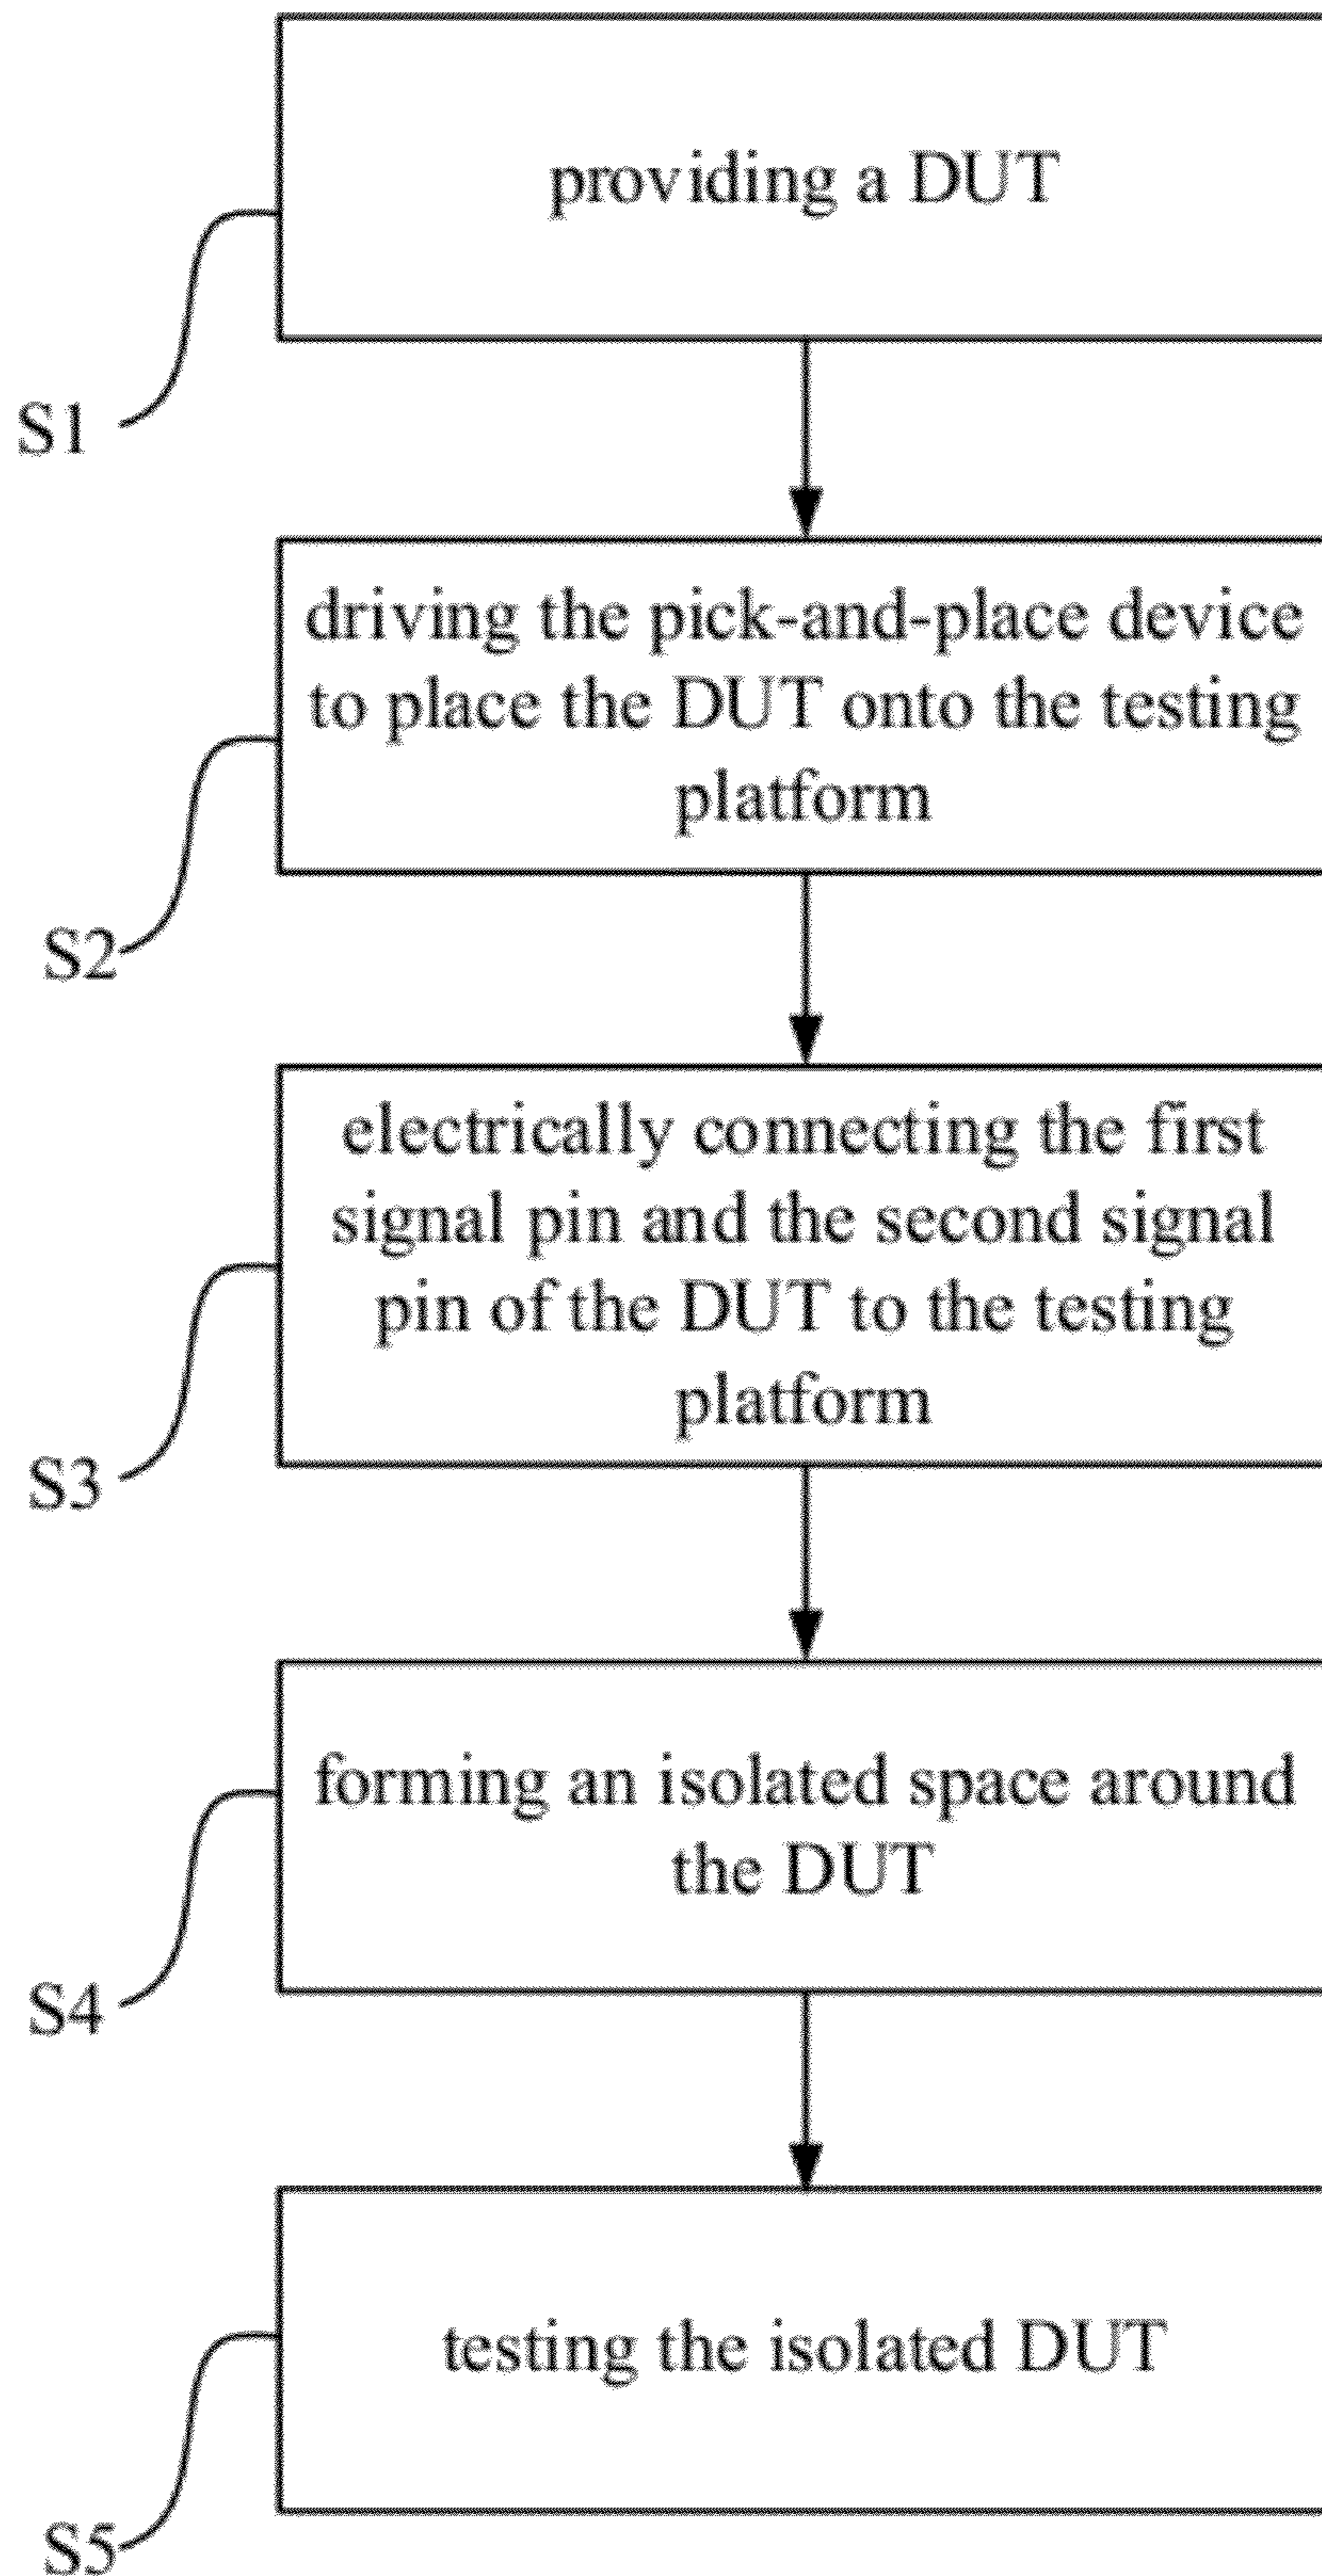 providing a DUT
S1
driving the pick-and-place device
to place the DUT onto the testing
platform
S2
electrically connecting the first
signal pin and the second signal
pin of the DUT to the testing
platform
S3
forming an isolated space around
the DUT
S4
testing the isolated DUT
S5